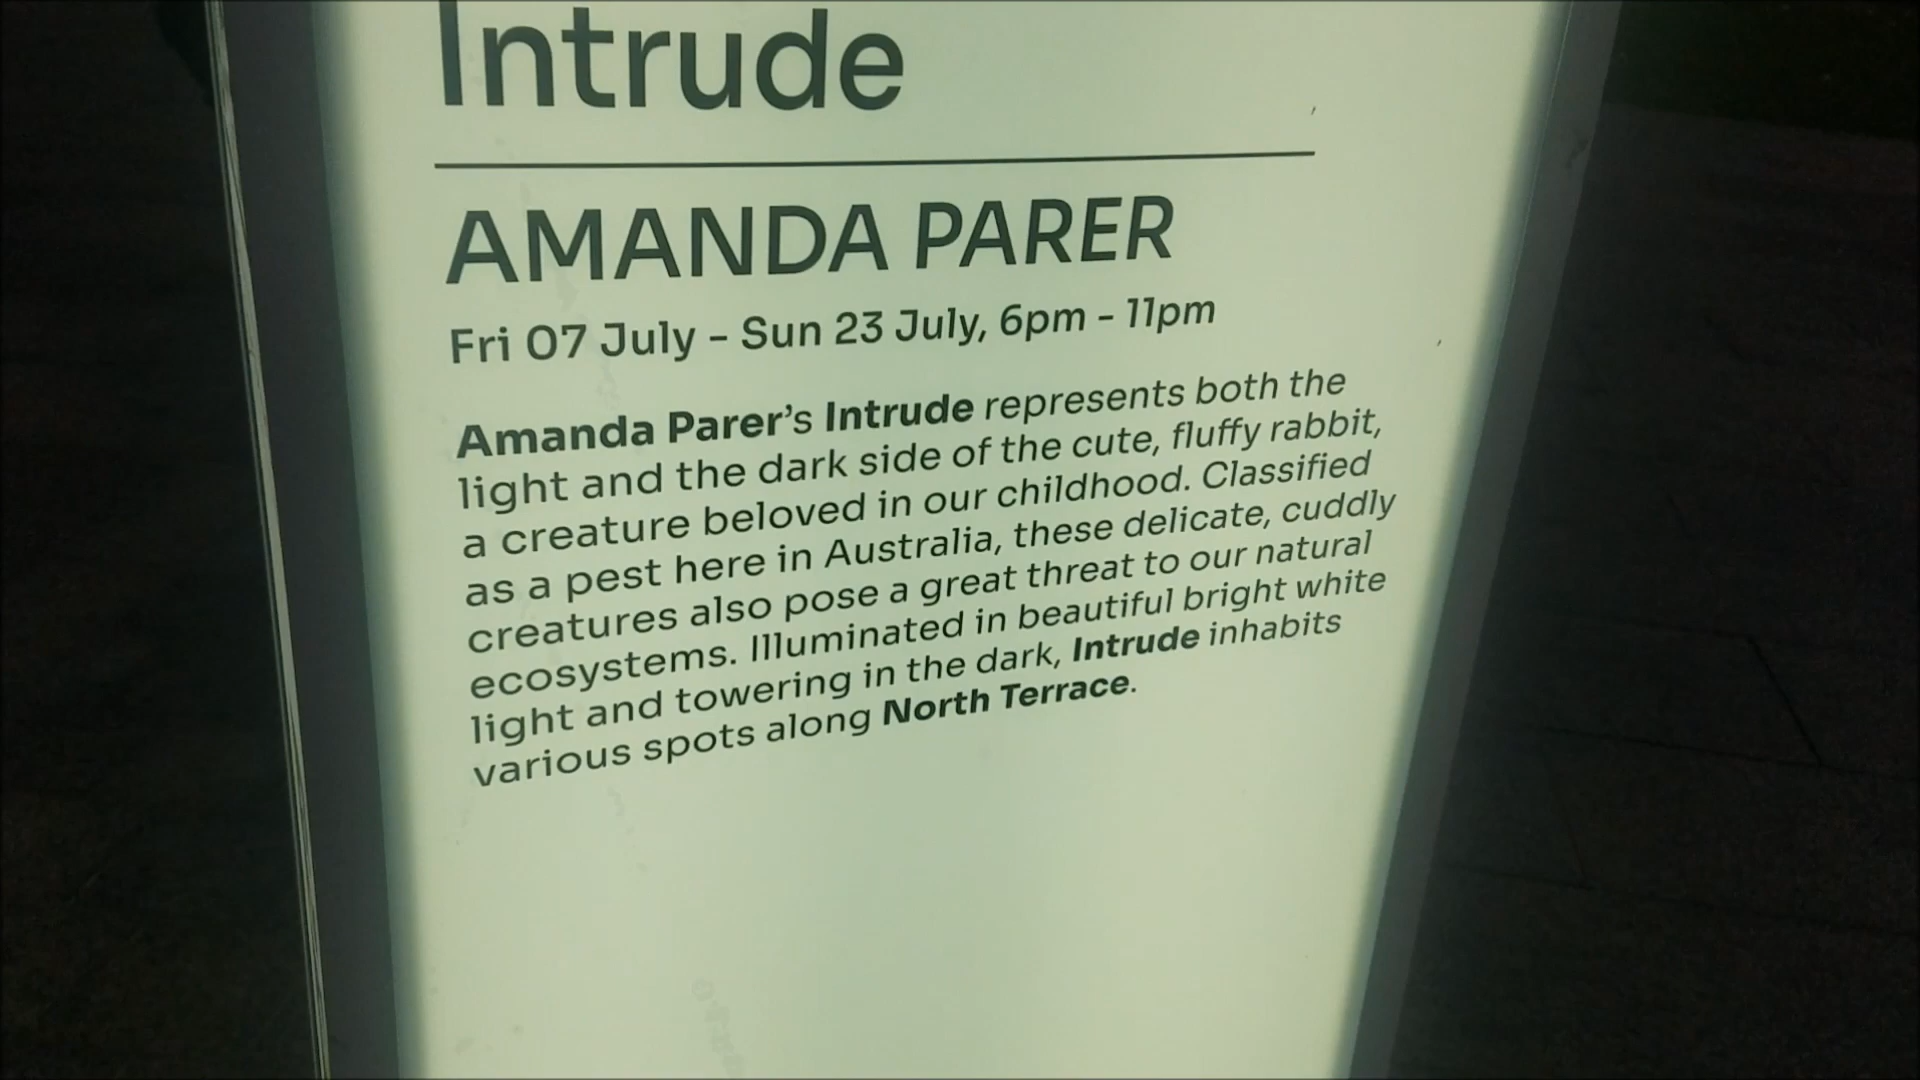 Intrude
AMANDA PARER
Fri 07 July - Sun 23 July, 6pm - 11pm
Amanda Parer's Intrude represents both the
light and the dark side of the cute, fluffy rabbit,
a creature beloved in our childhood. Classified
as a pest here in Australia, these delicate, cuddly
creatures also pose a great threat to our natural
ecosystems. Illuminated in beautiful bright white
light and towering in the dark, Intrude inhabits
various spots along North Terrace.